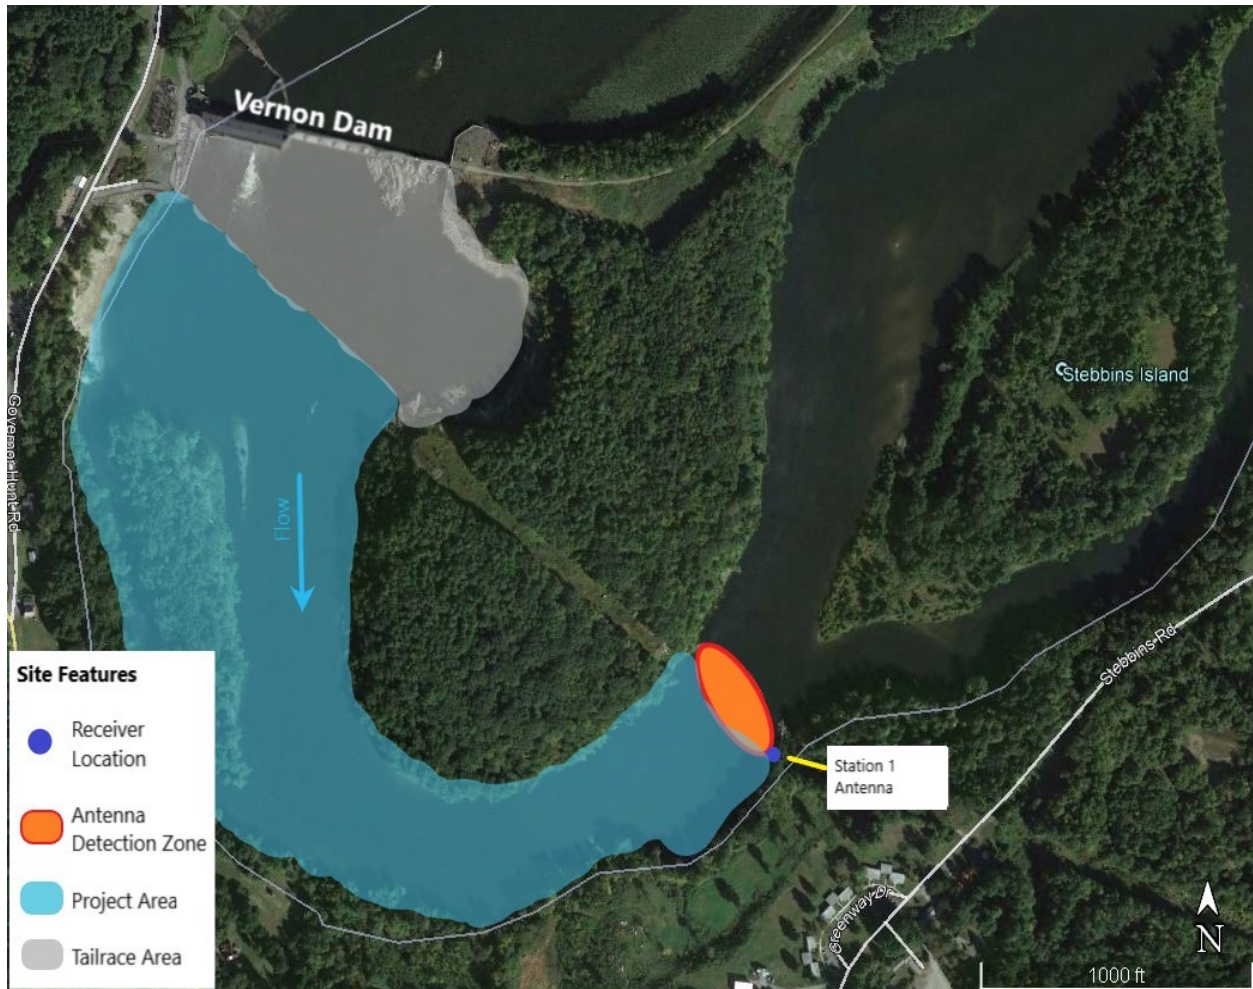 Vernon Dam
Stebbins Island
Governor Hunt Rd
Flow
Stebbins Rd
Site Features
Receiver
Location
Antenna
Detection Zone
Project Area
Tailrace Area
Station 1
Antenna
Greenway Dr
N
1000 ft